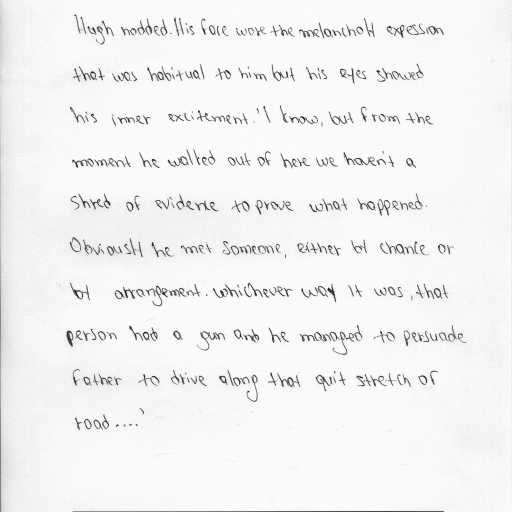 Hugh nodded. His face wore the melancholy expession
that was habitual to him but his eyes showed
his inner excitement. 'I know, but from the
moment he walked out of here we haven't a
shred of evidence to prove what happened.
Obviously he met someone, either by chance or
by arrangement. whichever way it was, that
person had a gun and he managed to persuade
Father to drive along that quit stretch of
road....'